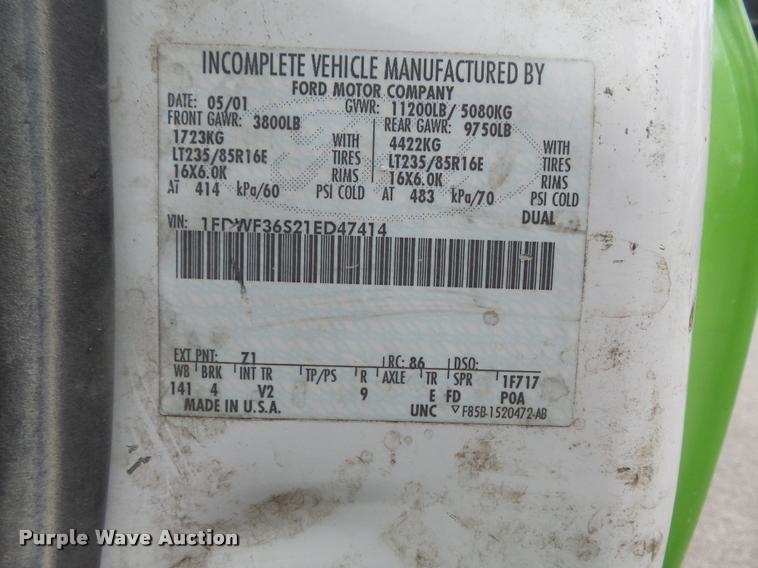 INCOMPLETE VEHICLE MANUFACTURED BY
FORD MOTOR COMPANY
DATE: 05/01 GVWR: 11200LB/ 5080KG
FRONT GAWR: 3800LB REAR GAWR: 9750LB
1723KG WITH 4422KG WITH
LT235/85R16E TIRES LT235/85R16E TIRES
16X6.0K RIMS 16X6.0K RIMS
AT 414 kPa/60 PSI COLD AT 483 kPa/70 PSI COLD
DUAL
VIN: 1FDWF36S21ED47414
EXT PNT: Z1 RC: 86 DSO:
WB BRK INT TR TP/PS R AXLE TR SPR 1F717
141 4 V2 9 E FD POA
MADE IN U.S.A. UNC F85B-1520472-AB
Purple Wave Auction